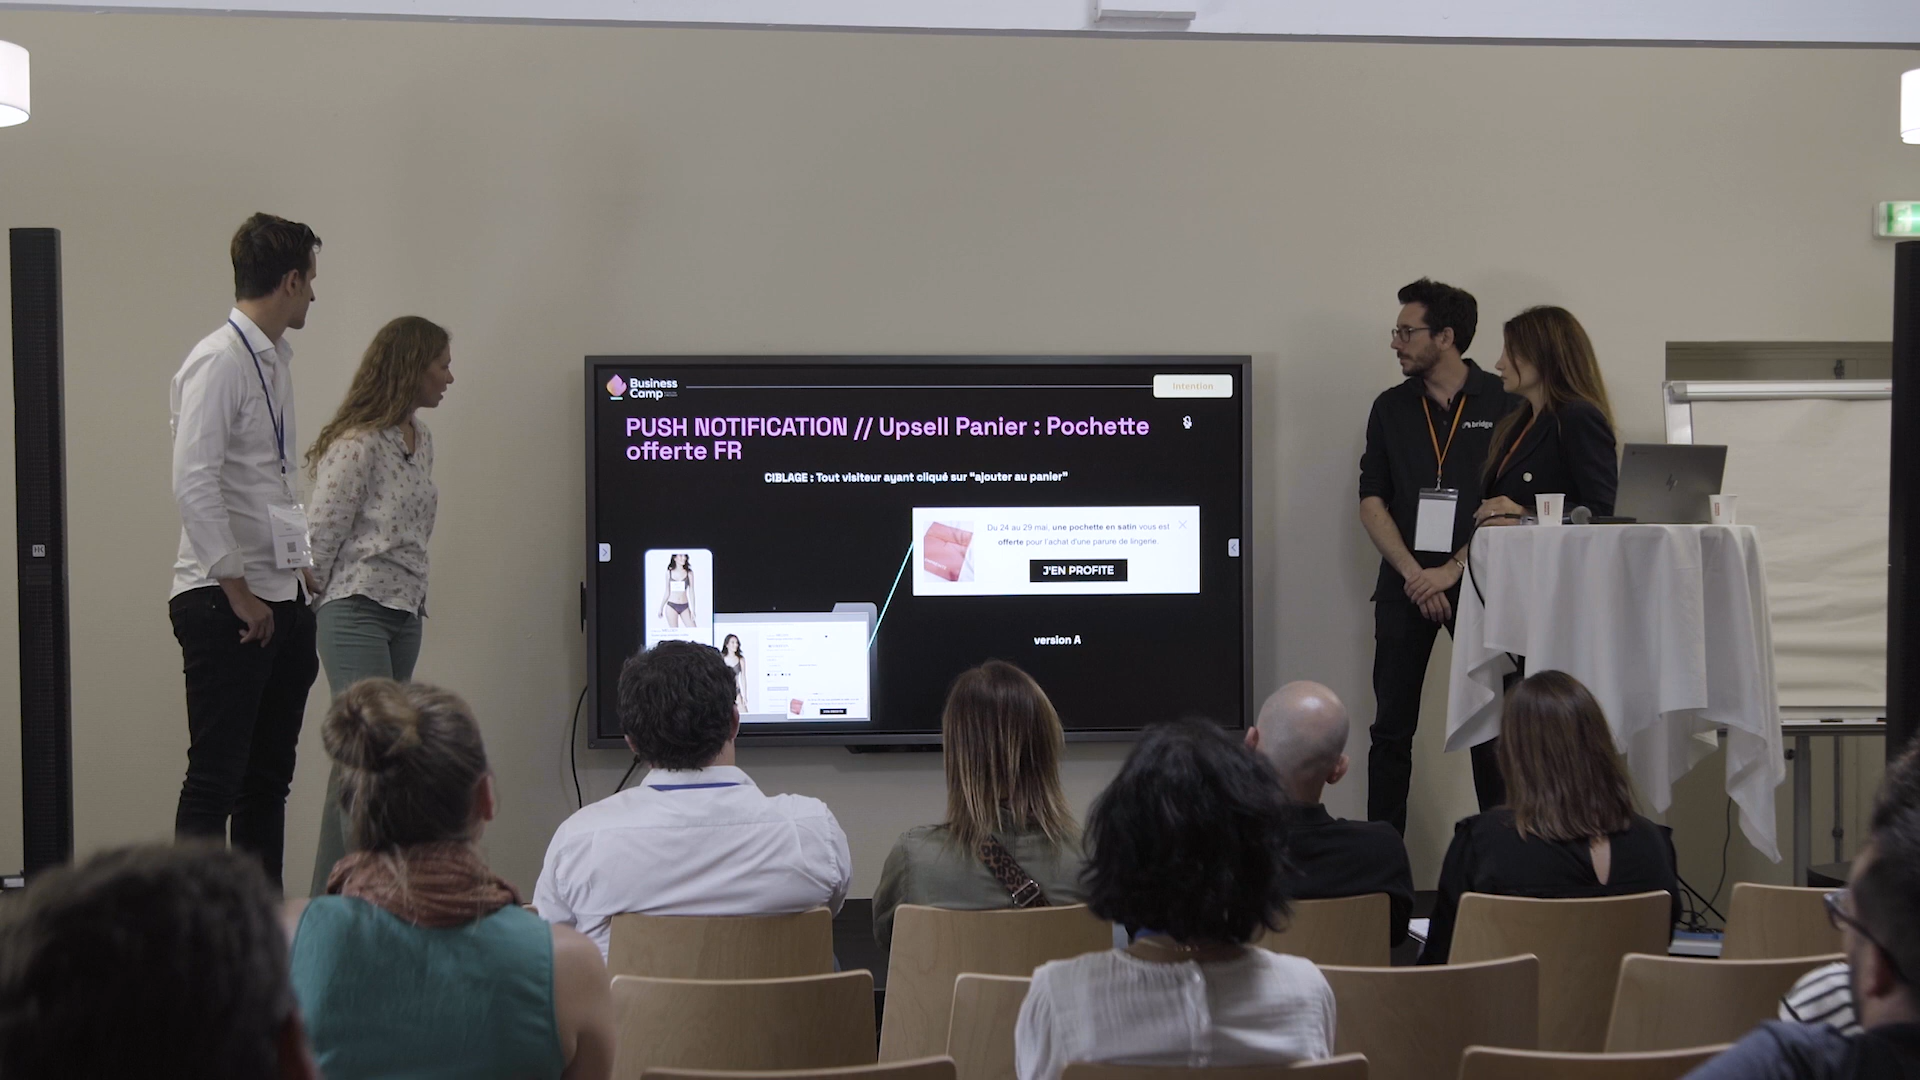 Business
Camp
Intention
PUSH NOTIFICATION // Upsell Panier : Pochette
offerte FR
CIBLAGE : Tout visiteur ayant cliqué sur “ajouter au panier”
Du 24 au 29 mai, une pochette en satin vous est
offerte pour l'achat d'une parure de lingerie.
J'EN PROFITE
version A
bridge
HK